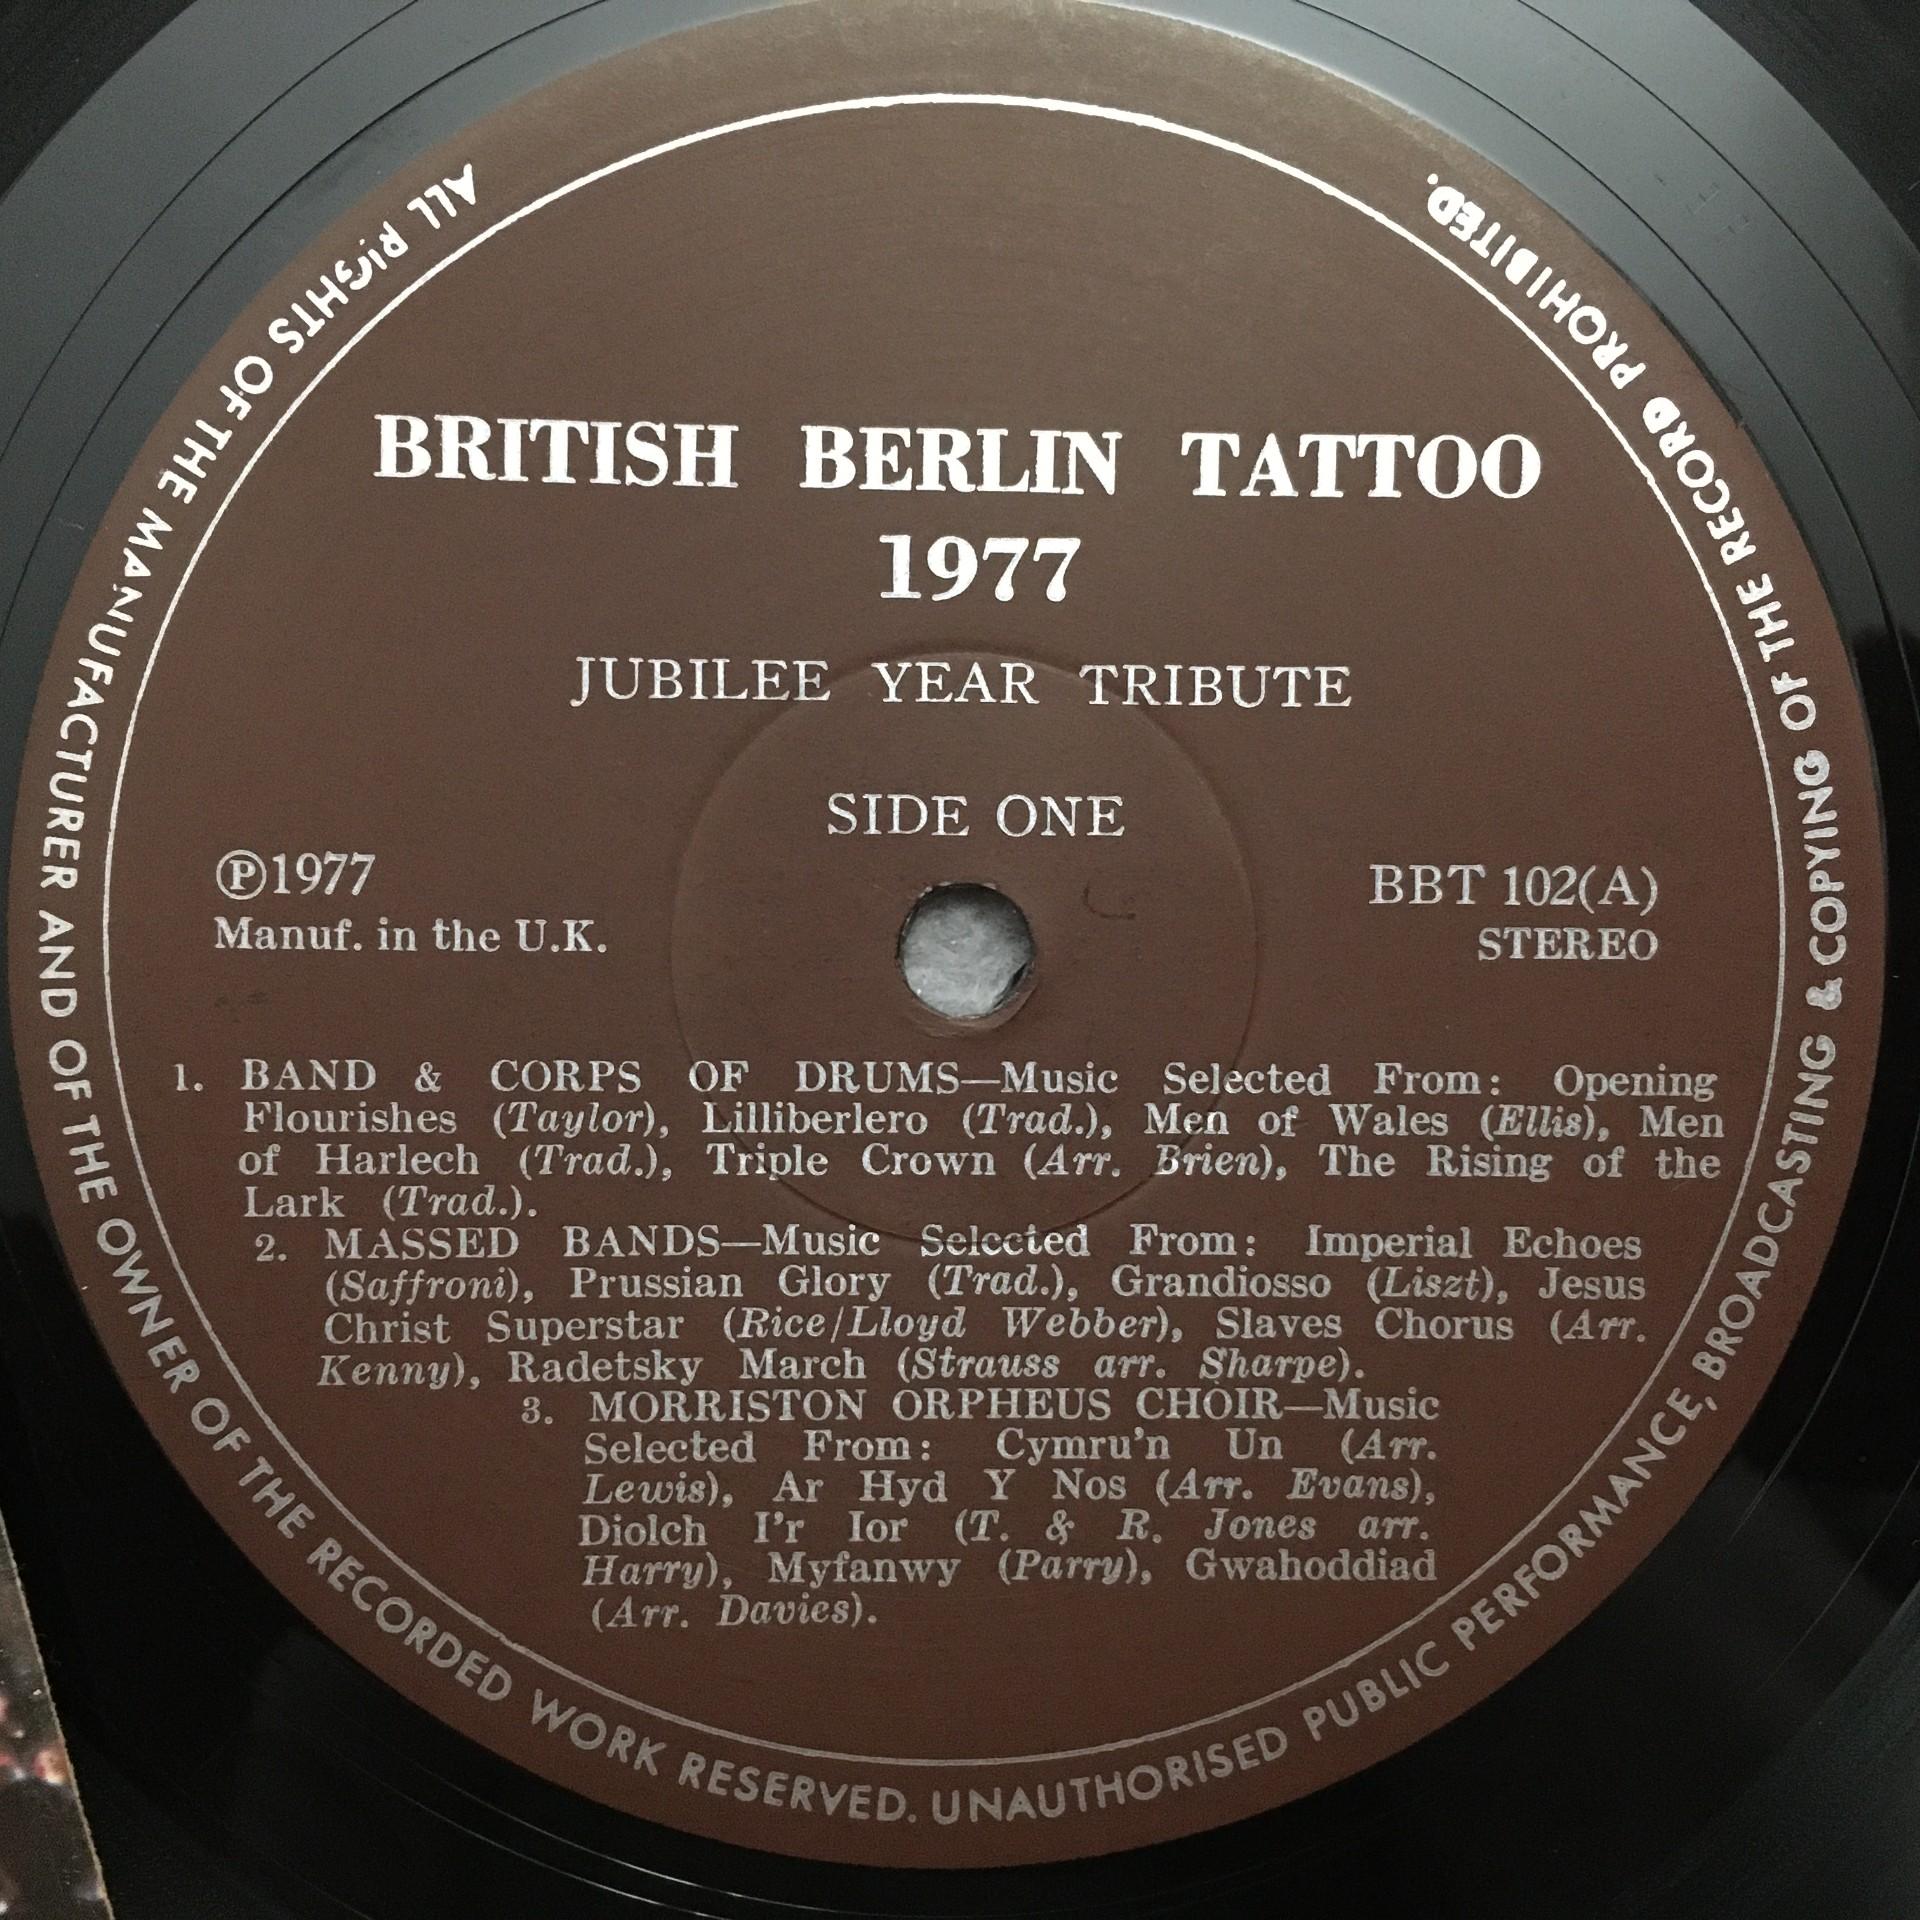 BRITISH BERLIN TATTOO
1977
JUBILEE YEAR TRIBUTE
SIDE ONE
Ⓟ1977
Manuf. in the U.K.
BBT 102(A)
STEREO
1. BAND & CORPS OF DRUMS—Music Selected From: Opening
Flourishes (Taylor), Lilliberlero (Trad.), Men of Wales (Ellis), Men
of Harlech (Trad.), Triple Crown (Arr. Brien), The Rising of the
Lark (Trad.).
2. MASSED BANDS—Music Selected From: Imperial Echoes
(Saffroni), Prussian Glory (Trad.), Grandiosso (Liszt), Jesus
Christ Superstar (Rice/Lloyd Webber), Slaves Chorus (Arr.
Kenny), Radetsky March (Strauss arr. Sharpe).
3. MORRISTON ORPHEUS CHOIR—Music
Selected From: Cymru'n Un (Arr.
Lewis), Ar Hyd Y Nos (Arr. Evans),
Diolch I'r Ior (T. & R. Jones arr.
Harry), Myfanwy (Parry), Gwahoddiad
(Arr. Davies).
ALL RIGHTS OF THE MANUFACTURER AND OF THE OWNER OF THE RECORDED WORK RESERVED. UNAUTHORISED PUBLIC PERFORMANCE, BROADCASTING & COPYING OF THE RECORD PROHIBITED.